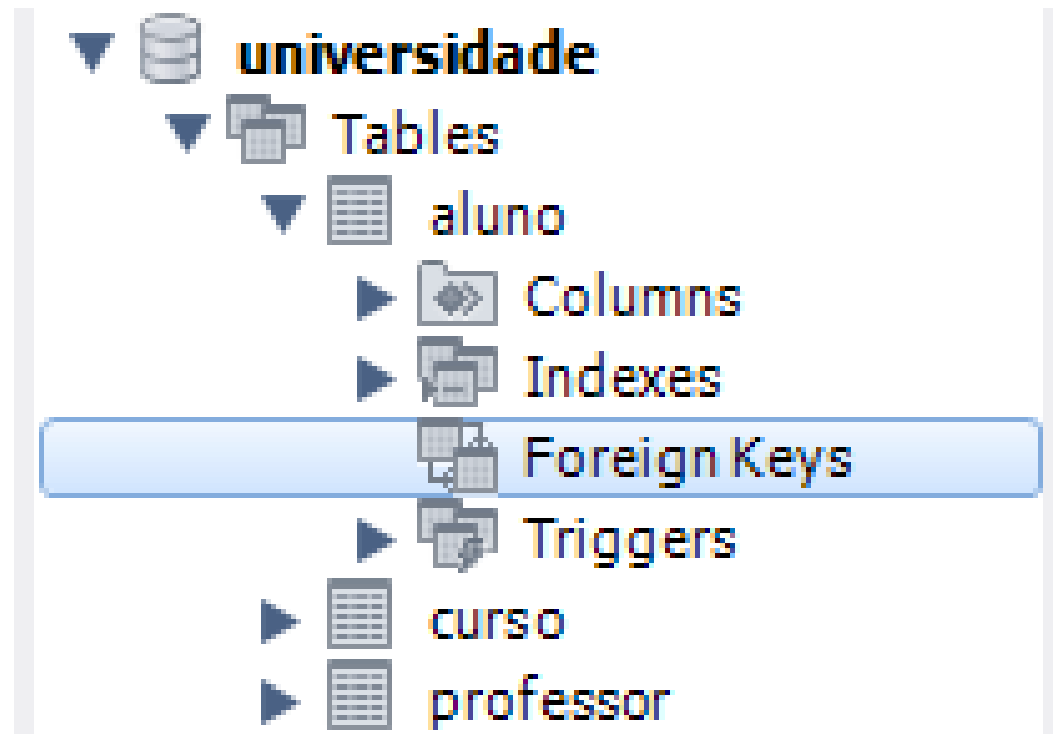 universidade
Tables
aluno
Columns
Indexes
Foreign Keys
Triggers
curso
professor